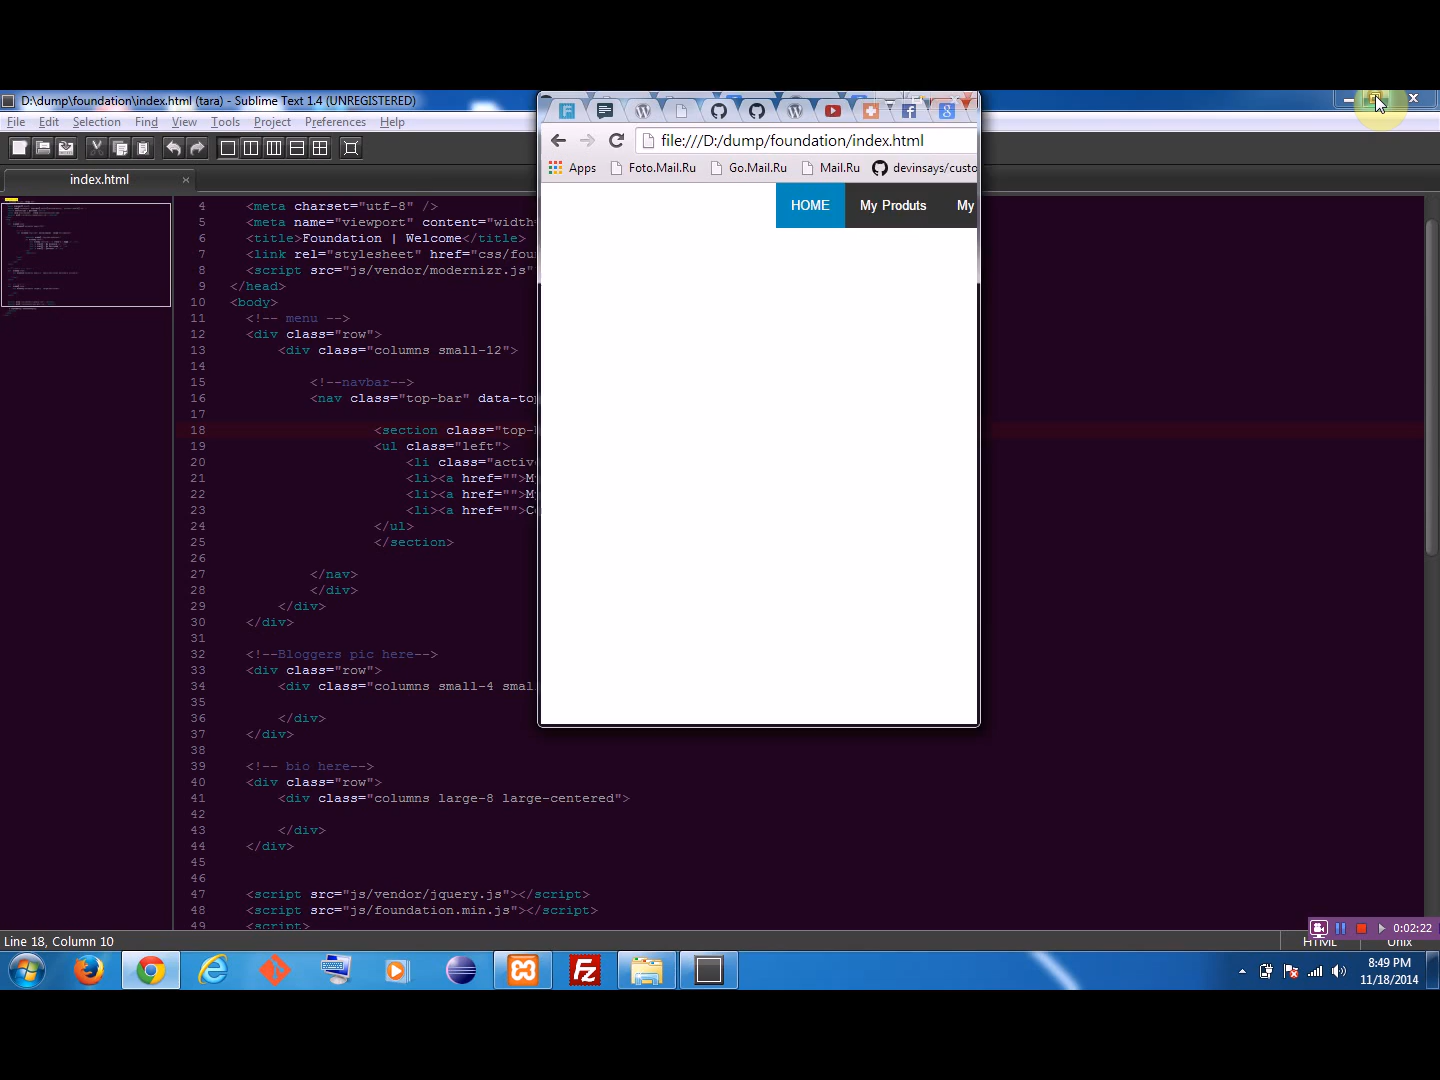 D:\dump\foundation\index.html (tara) - Sublime Text 1.4 (UNREGISTERED)
File Edit Selection Find View Tools Project Preferences Help
index.html ×
file:///D:/dump/foundation/index.html
Apps Foto.Mail.Ru Go.Mail.Ru Mail.Ru devinsays/custo
HOME My Produts My
4 <meta charset="utf-8" />
5 <meta name="viewport" content="width=
6 <title>Foundation | Welcome</title>
7 <link rel="stylesheet" href="css/fou
8 <script src="js/vendor/modernizr.js"
9 </head>
10 <body>
11 <!-- menu -->
12 <div class="row">
13 <div class="columns small-12">
14
15 <!--navbar-->
16 <nav class="top-bar" data-top
17
18 <section class="top-
19 <ul class="left">
20 <li class="active
21 <li><a href="">M
22 <li><a href="">M
23 <li><a href="">Co
24 </ul>
25 </section>
26
27 </nav>
28 </div>
29 </div>
30 </div>
31
32 <!--Bloggers pic here-->
33 <div class="row">
34 <div class="columns small-4 smal
35
36 </div>
37 </div>
38
39 <!-- bio here-->
40 <div class="row">
41 <div class="columns large-8 large-centered">
42
43 </div>
44 </div>
45
46
47 <script src="js/vendor/jquery.js"></script>
48 <script src="js/foundation.min.js"></script>
49 <script>
0:02:22
Line 18, Column 10
HTML Unix
8:49 PM
11/18/2014